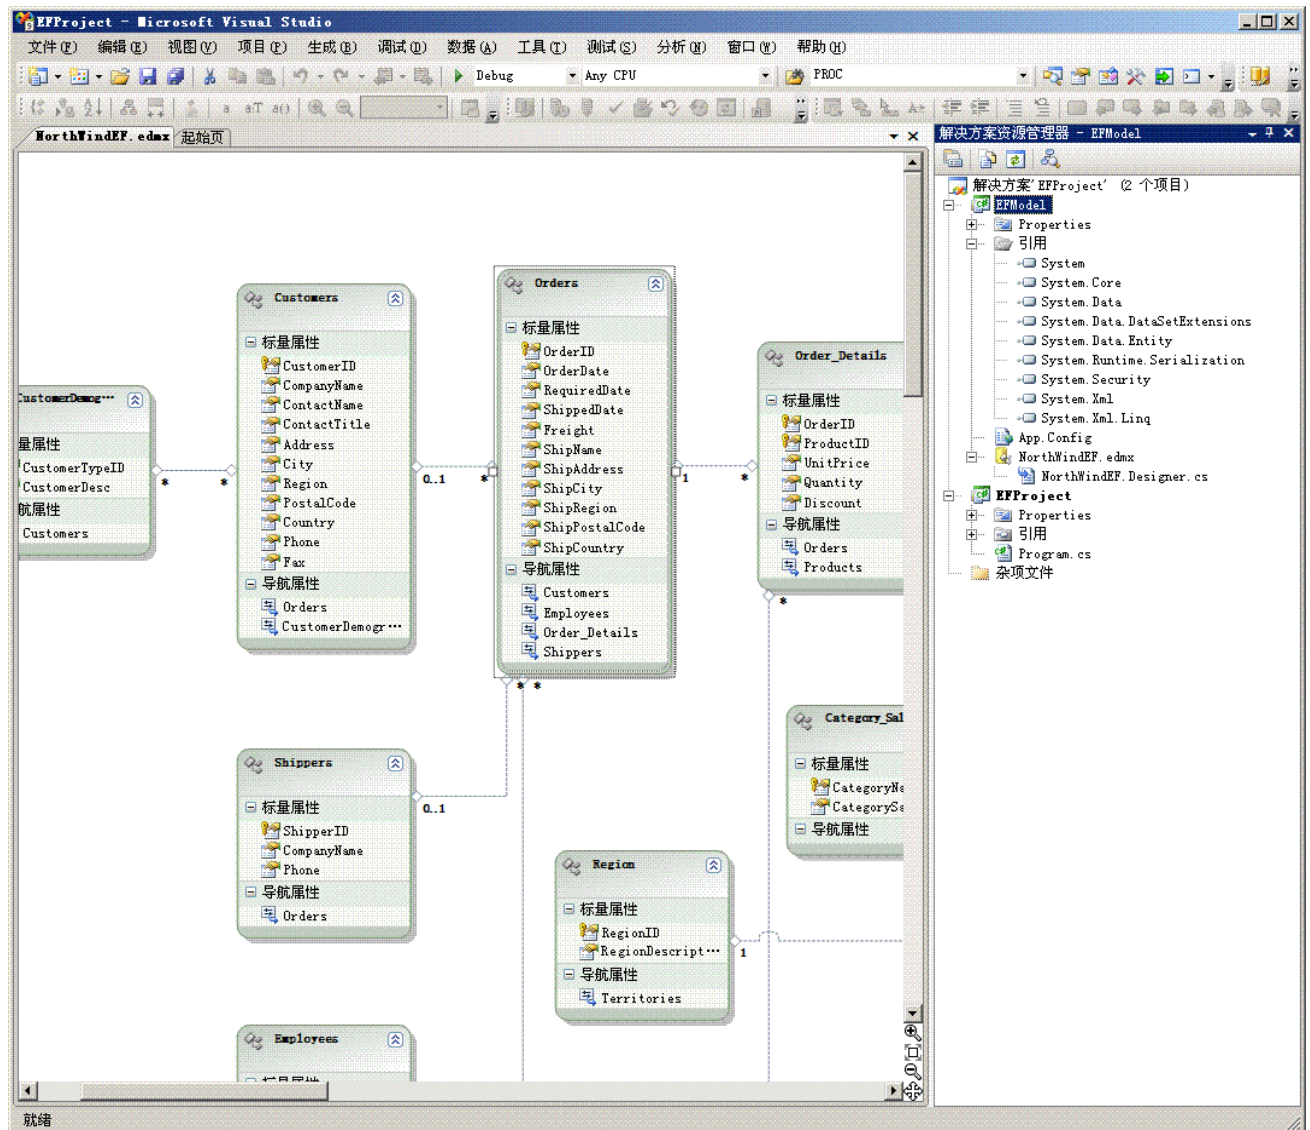 EFProject - Microsoft Visual Studio
文件(F) 编辑(E) 视图(V) 项目(P) 生成(B) 调试(D) 数据(A) 工具(T) 测试(S) 分析(N) 窗口(W) 帮助(H)
Debug Any CPU PROC
NorthWindEF.edmx 起始页
CustomerDemog...
量属性
CustomerTypeID
CustomerDesc
航属性
Customers
*
*
Customers
标量属性
CustomerID
CompanyName
ContactName
ContactTitle
Address
City
Region
PostalCode
Country
Phone
Fax
导航属性
Orders
CustomerDemogr...
0..1
*
Orders
标量属性
OrderID
OrderDate
RequiredDate
ShippedDate
Freight
ShipName
ShipAddress
ShipCity
ShipRegion
ShipPostalCode
ShipCountry
导航属性
Customers
Employees
Order_Details
Shippers
1
*
* *
Order_Details
标量属性
OrderID
ProductID
UnitPrice
Quantity
Discount
导航属性
Orders
Products
*
Shippers
标量属性
ShipperID
CompanyName
Phone
导航属性
Orders
0..1
Category_Sal
标量属性
CategoryNa
CategorySa
导航属性
Region
标量属性
RegionID
RegionDescript...
导航属性
Territories
1
Employees
标量属性
解决方案资源管理器 - EFModel
解决方案'EFProject' (2 个项目)
EFModel
Properties
引用
System
System.Core
System.Data
System.Data.DataSetExtensions
System.Data.Entity
System.Runtime.Serialization
System.Security
System.Xml
System.Xml.Linq
App.Config
NorthWindEF.edmx
NorthWindEF.Designer.cs
EFProject
Properties
引用
Program.cs
杂项文件
就绪